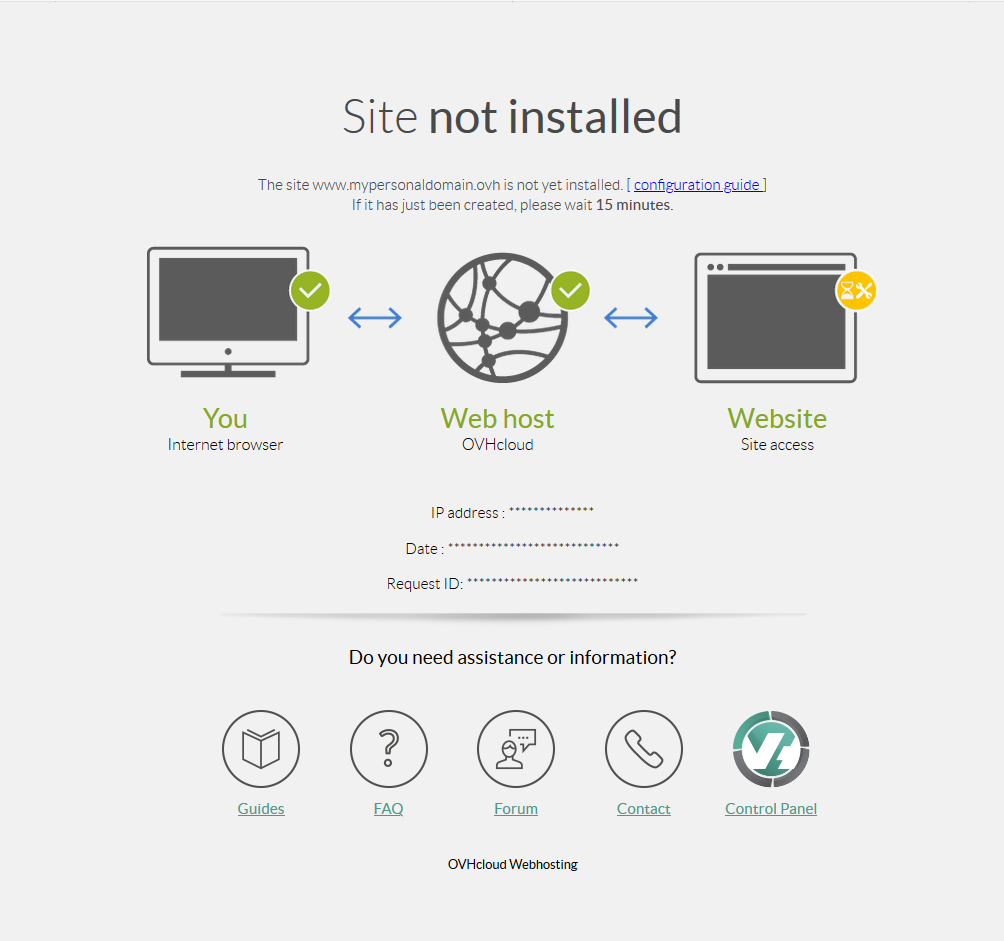 Site not installed
The site www.mypersonaldomain.ovh is not yet installed. [ configuration guide ]
If it has just been created, please wait 15 minutes.
You
Internet browser
Web host
OVHcloud
Website
Site access
IP address : **************
Date : ****************************
Request ID: ****************************
Do you need assistance or information?
Guides
FAQ
Forum
Contact
Control Panel
OVHcloud Webhosting